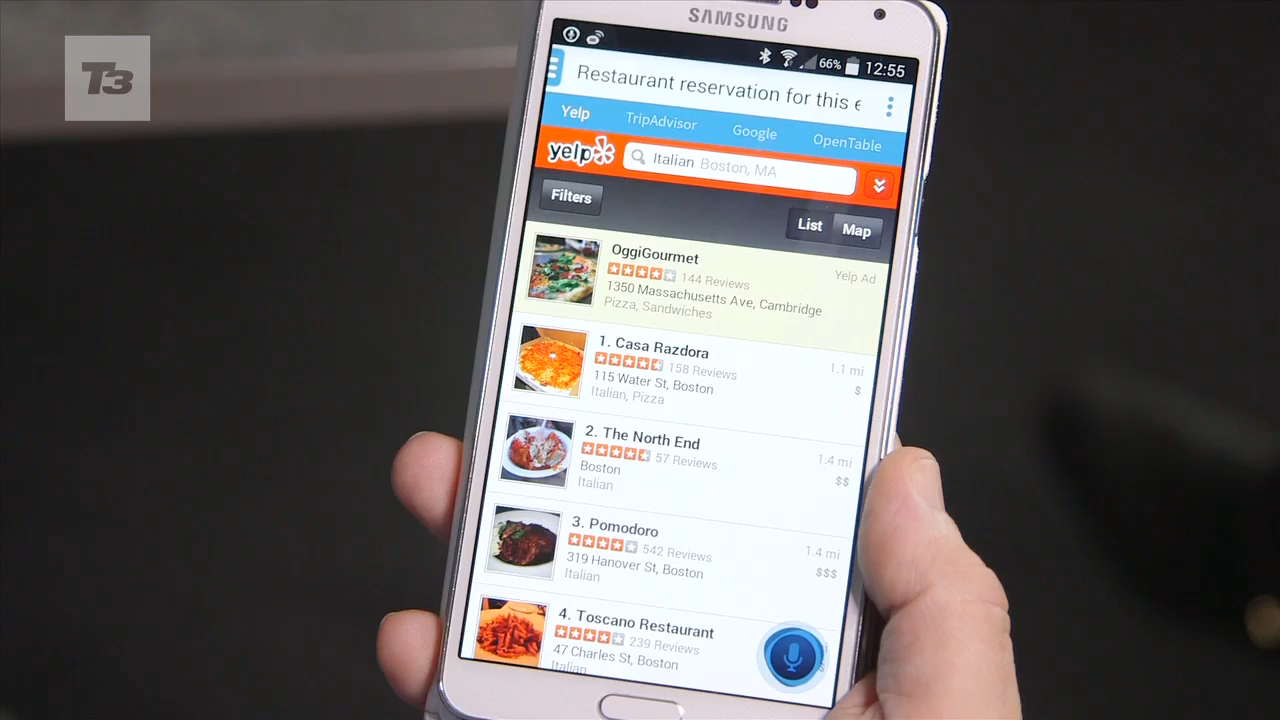 T3
SAMSUNG
66% 12:55
Restaurant reservation for this e
Yelp TripAdvisor Google OpenTable
yelp Italian Boston, MA
Filters List Map
OggiGourmet
144 Reviews Yelp Ad
1350 Massachusetts Ave, Cambridge
Pizza, Sandwiches
1. Casa Razdora
158 Reviews 1.1 mi
115 Water St, Boston $
Italian, Pizza
2. The North End
57 Reviews 1.4 mi
Boston $$
Italian
3. Pomodoro
542 Reviews 1.4 mi
319 Hanover St, Boston $$$
Italian
4. Toscano Restaurant
239 Reviews
47 Charles St, Boston
Italian